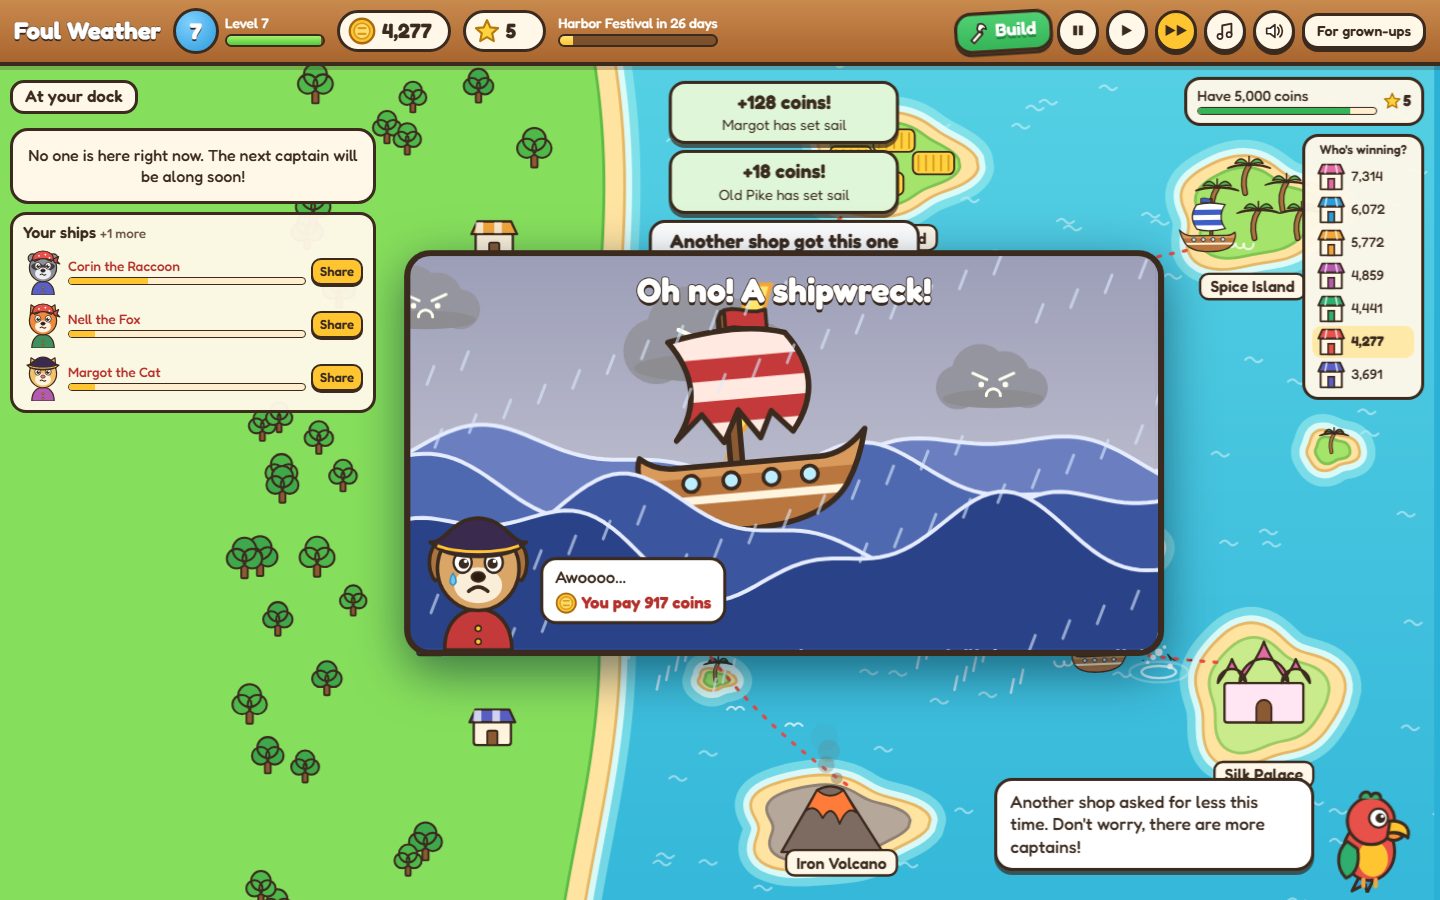 Foul Weather
7
Level 7
4,277
5
Harbor Festival in 26 days
Build
For grown-ups
At your dock
No one is here right now. The next captain will
be along soon!
Your ships +1 more
Corin the Raccoon
Share
Nell the Fox
Share
Margot the Cat
Share
+128 coins!
Margot has set sail
+18 coins!
Old Pike has set sail
Another shop got this one
Have 5,000 coins
5
Who's winning?
7,314
6,072
5,772
4,859
4,441
4,277
3,691
Spice Island
Oh no! A shipwreck!
Awoooo...
You pay 917 coins
Silk Palace
Iron Volcano
Another shop asked for less this
time. Don't worry, there are more
captains!